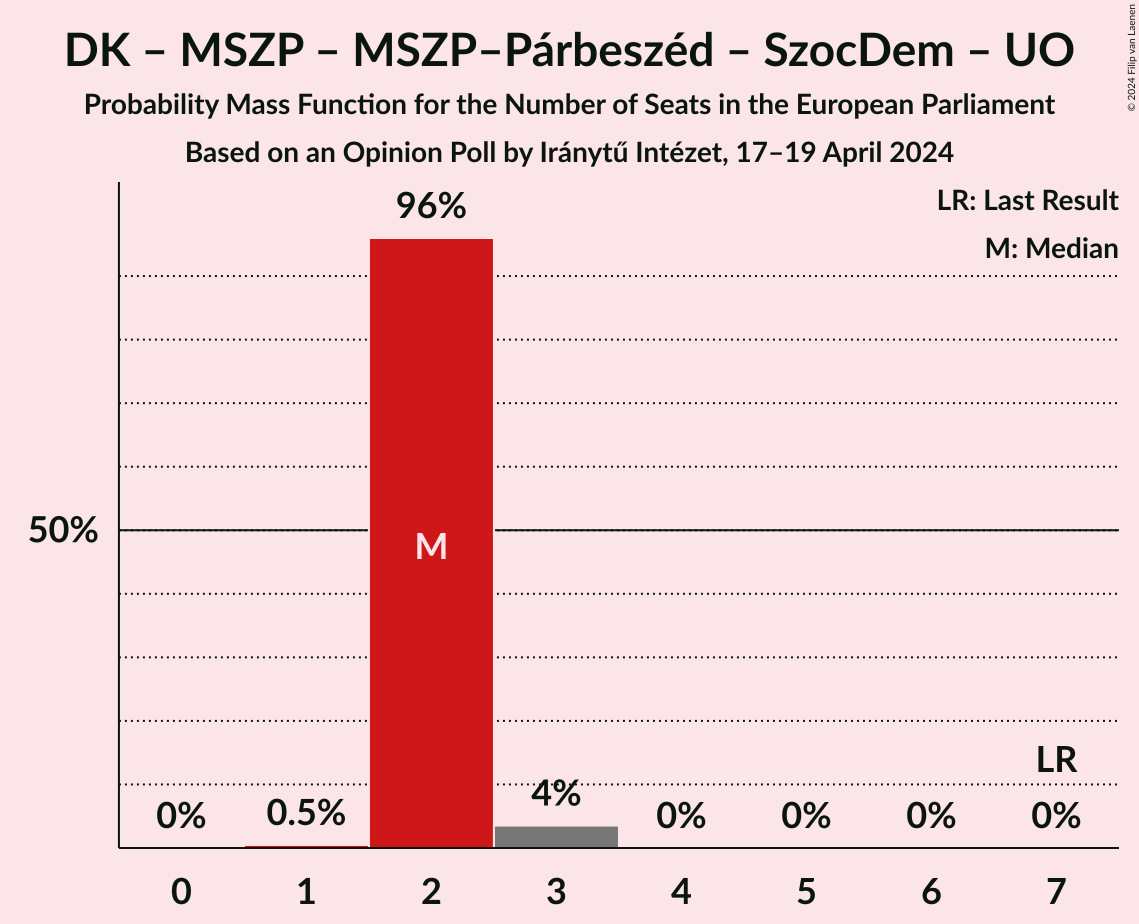 DK – MSZP – MSZP–Párbeszéd – SzocDem – UO
Probability Mass Function for the Number of Seats in the European Parliament
Based on an Opinion Poll by Iránytű Intézet, 17–19 April 2024
© 2024 Filip van Laenen
LR: Last Result
M: Median
96%
50%
M
LR
0%
0.5%
4%
0%
0%
0%
0%
0 1 2 3 4 5 6 7